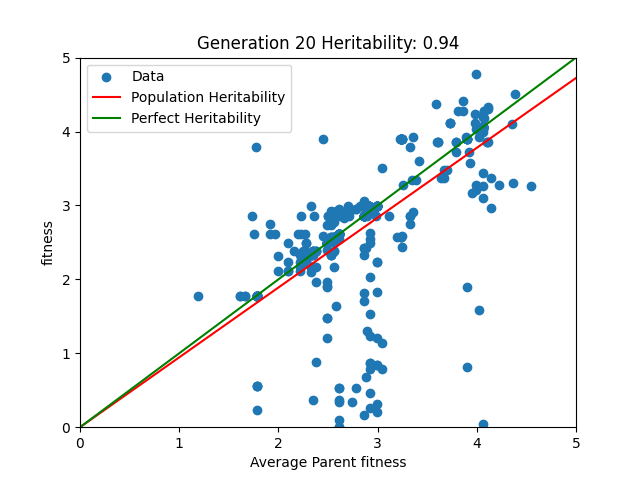 Generation 20 Heritability: 0.94
Data
Population Heritability
Perfect Heritability
fitness
5
4
3
2
1
0
0 1 2 3 4 5
Average Parent fitness